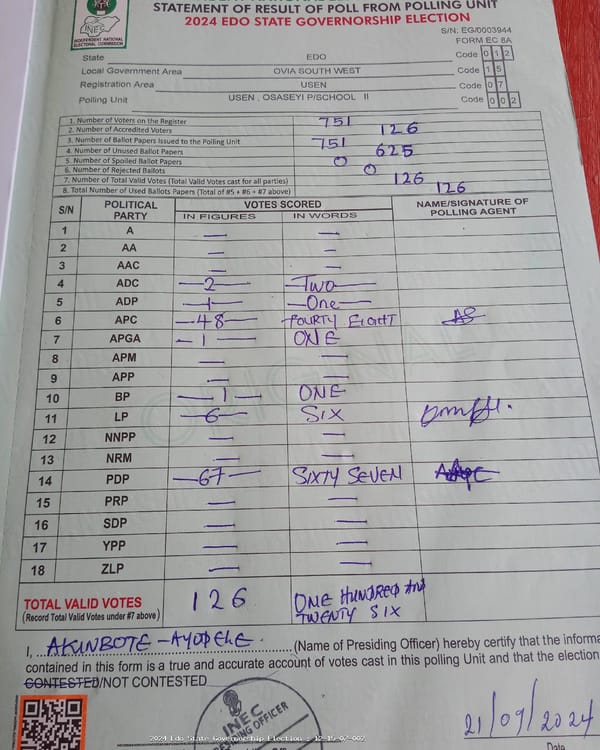 STATEMENT OF RESULT OF POLL FROM POLLING UNIT
2024 EDO STATE GOVERNORSHIP ELECTION
INEC
INDEPENDENT NATIONAL ELECTORAL COMMISSION
S/N: EG/0003944
FORM EC 8A
State EDO Code 0 1 2
Local Government Area OVIA SOUTH WEST Code 1 5
Registration Area USEN Code 0 7
Polling Unit USEN , OSASEYI P/SCHOOL II Code 0 0 2
1. Number of Voters on the Register 751
2. Number of Accredited Voters 126
3. Number of Ballot Papers Issued to the Polling Unit 751
4. Number of Unused Ballot Papers 625
5. Number of Spoiled Ballot Papers 0
6. Number of Rejected Ballots 0
7. Number of Total Valid Votes (Total Valid Votes cast for all parties) 126
8. Total Number of Used Ballots Papers (Total of #5 + #6 + #7 above) 126
S/N POLITICAL PARTY VOTES SCORED NAME/SIGNATURE OF POLLING AGENT
IN FIGURES IN WORDS
1 A — —
2 AA — —
3 AAC — —
4 ADC —2— —Two—
5 ADP —1— —One—
6 APC —48— FOURTY EIGHT
7 APGA —1— ONE
8 APM — —
9 APP — —
10 BP —1— ONE
11 LP —6— SIX
12 NNPP — —
13 NRM — —
14 PDP —67— SIXTY SEVEN
15 PRP — —
16 SDP — —
17 YPP — —
18 ZLP — —
TOTAL VALID VOTES 126 ONE HUNDRED AND
(Record Total Valid Votes under #7 above) TWENTY SIX
I, AKINBOTE-AYODELE (Name of Presiding Officer) hereby certify that the informa
contained in this form is a true and accurate account of votes cast in this polling Unit and that the election
CONTESTED/NOT CONTESTED
INEC
PRESIDING OFFICER
21/09/2024
2024 Edo State Governorship Election - 12-15-07-002
Date